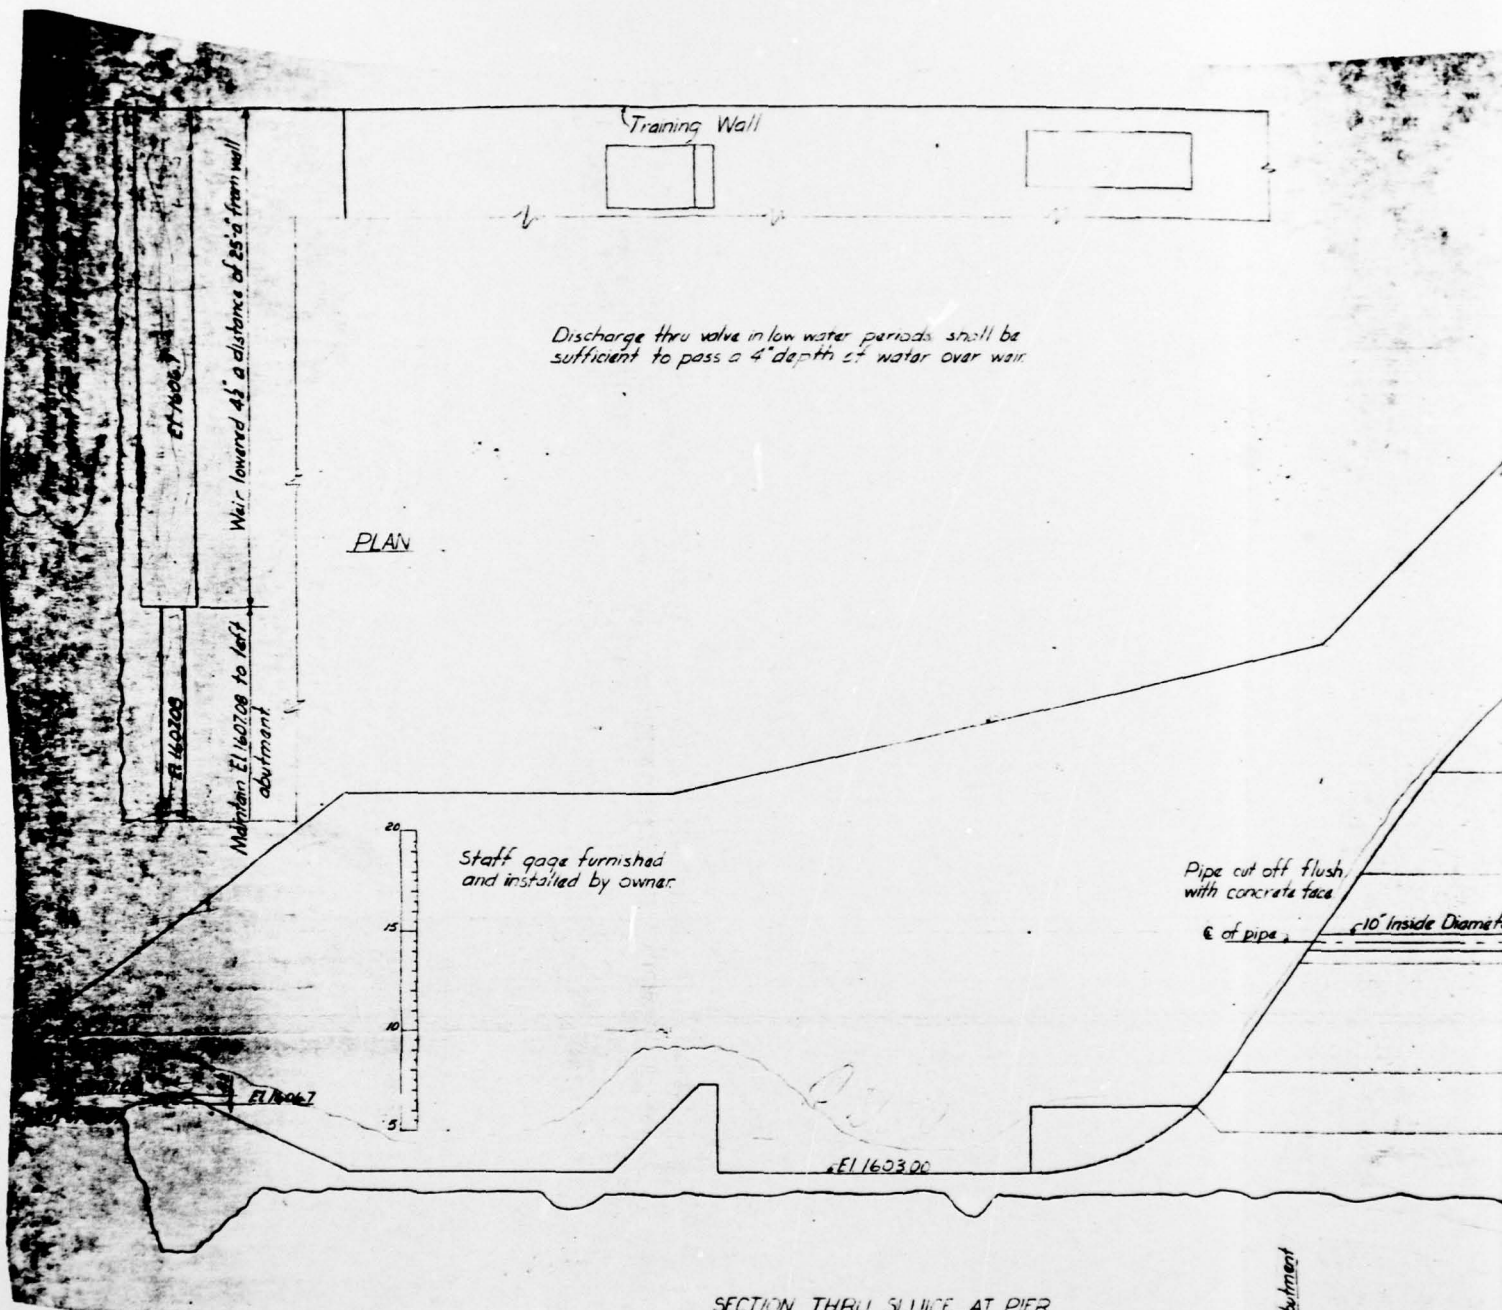 Training Wall
Weir lowered 4½" a distance of 25'-0" from wall
El 1606.7
Discharge thru valve in low water periods shall be
sufficient to pass a 4" depth of water over weir.
PLAN
Maintain El 1607.08 to left
abutment.
El 1607.08
20
Staff gage furnished
and installed by owner.
15
10
5
Pipe cut off flush
with concrete face
℄ of pipe
10" Inside Diamet
El 1606.7
El 1603.00
SECTION THRU SLUICE AT PIER
butment